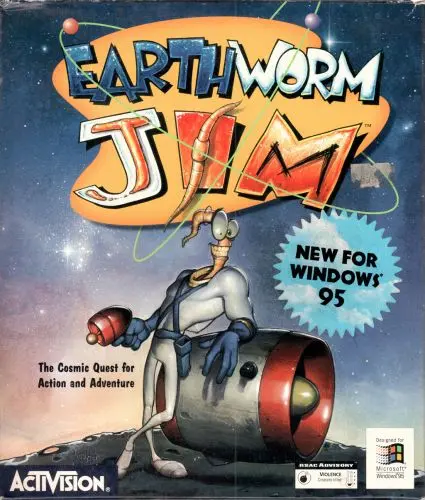 EARTHWORM
JIM
TM
NEW FOR
WINDOWS®
95
The Cosmic Quest for
Action and Adventure
ACTIVISION®
RSAC ADVISORY
VIOLENCE
Designed for
Microsoft®
Windows®95